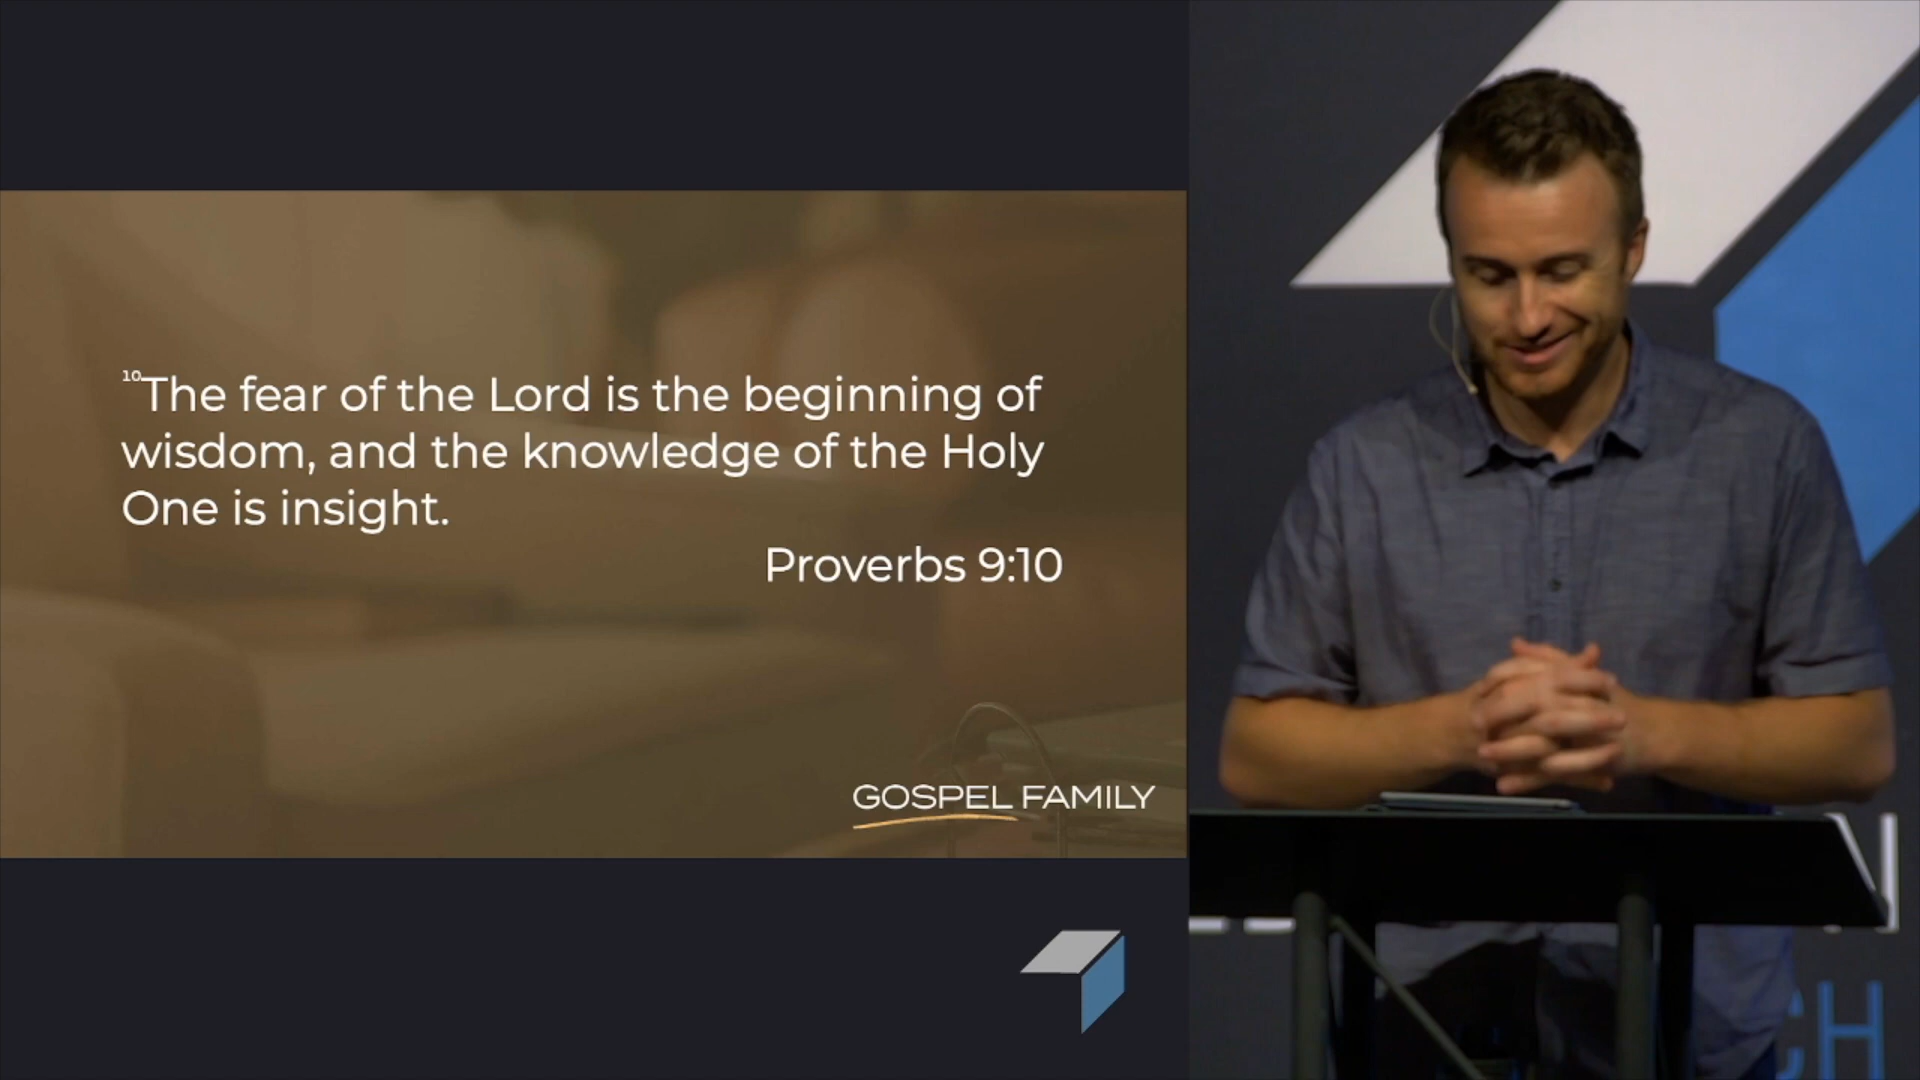 ¹⁰The fear of the Lord is the beginning of
wisdom, and the knowledge of the Holy
One is insight.
Proverbs 9:10
GOSPEL FAMILY
N
CH